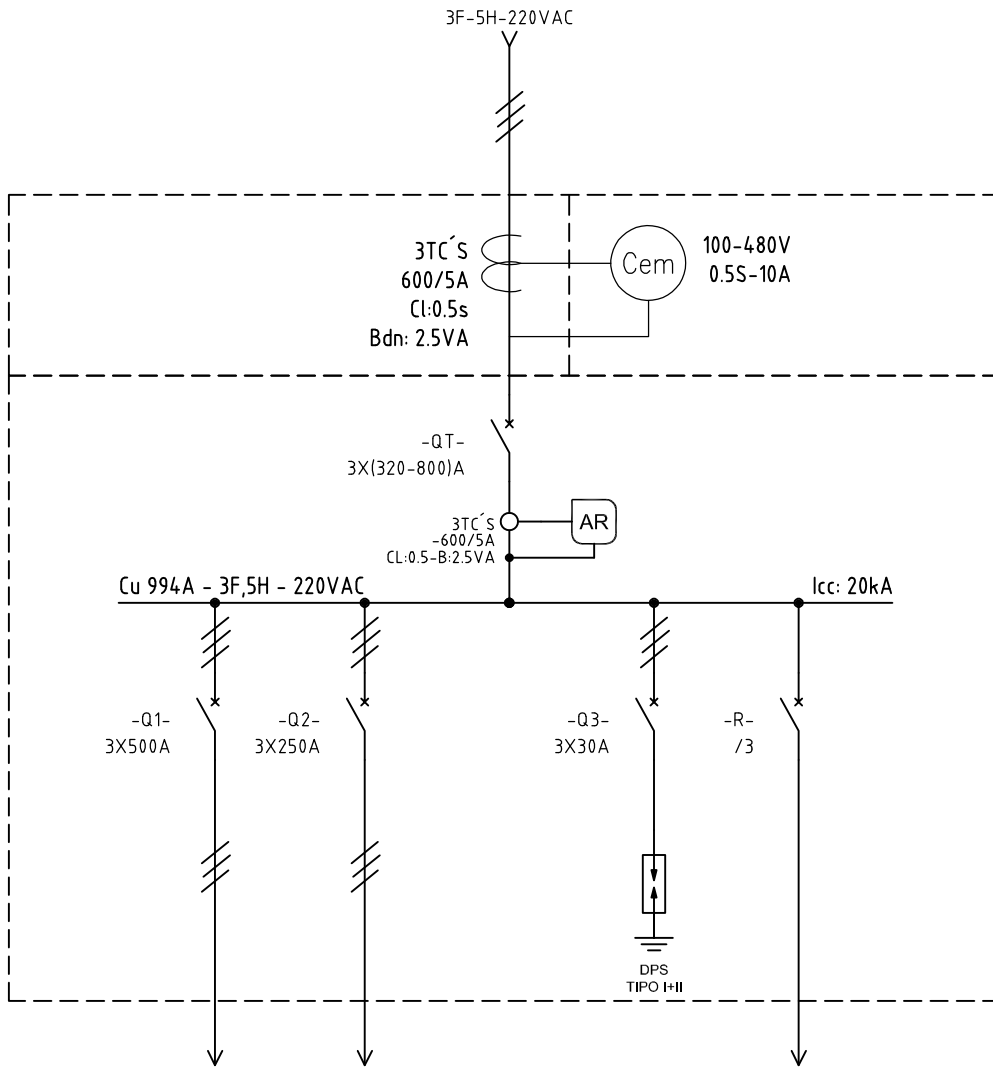 3F-5H-220VAC
3TC´S
600/5A
Cl:0.5s
Bdn: 2.5VA
Cem
100-480V
0.5S-10A
-QT-
3X(320-800)A
3TC´S
-600/5A
CL:0.5-B:2.5VA
AR
Cu 994A - 3F,5H - 220VAC
Icc: 20kA
-Q1-
3X500A
-Q2-
3X250A
-Q3-
3X30A
-R-
/3
DPS
TIPO I+II